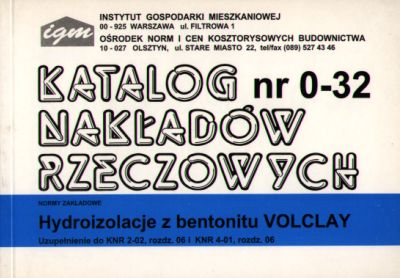 igm
INSTYTUT GOSPODARKI MIESZKANIOWEJ
00 - 925 WARSZAWA ul. FILTROWA 1
OŚRODEK NORM I CEN KOSZTORYSOWYCH BUDOWNICTWA
10 - 027 OLSZTYN, ul. STARE MIASTO 22, tel/fax (089) 527 43 46
KATALOG nr 0-32
NAKŁADÓW
RZECZOWYCH
NORMY ZAKŁADOWE
Hydroizolacje z bentonitu VOLCLAY
Uzupełnienie do KNR 2-02, rozdz. 06 i KNR 4-01, rozdz. 06